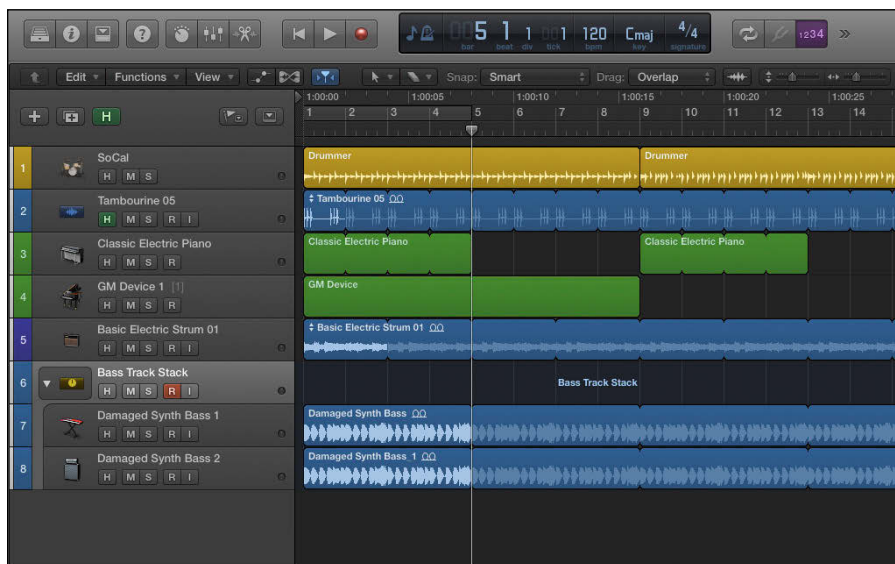 5 1 1 1 120 Cmaj 4/4
bar beat div tick bpm key signature
1234
Edit Functions View Snap: Smart Drag: Overlap
1:00:00 1:00:05 1:00:10 1:00:15 1:00:20 1:00:25
1 2 3 4 5 6 7 8 9 10 11 12 13 14
H
1 SoCal
H M S
Drummer Drummer
2 Tambourine 05
H M S R I
Tambourine 05
3 Classic Electric Piano
H M S R
Classic Electric Piano Classic Electric Piano
4 GM Device 1 [1]
H M S R
GM Device
5 Basic Electric Strum 01
H M S R I
Basic Electric Strum 01
6 Bass Track Stack
H M S R I
Bass Track Stack
7 Damaged Synth Bass 1
H M S R I
Damaged Synth Bass
8 Damaged Synth Bass 2
H M S R I
Damaged Synth Bass_1